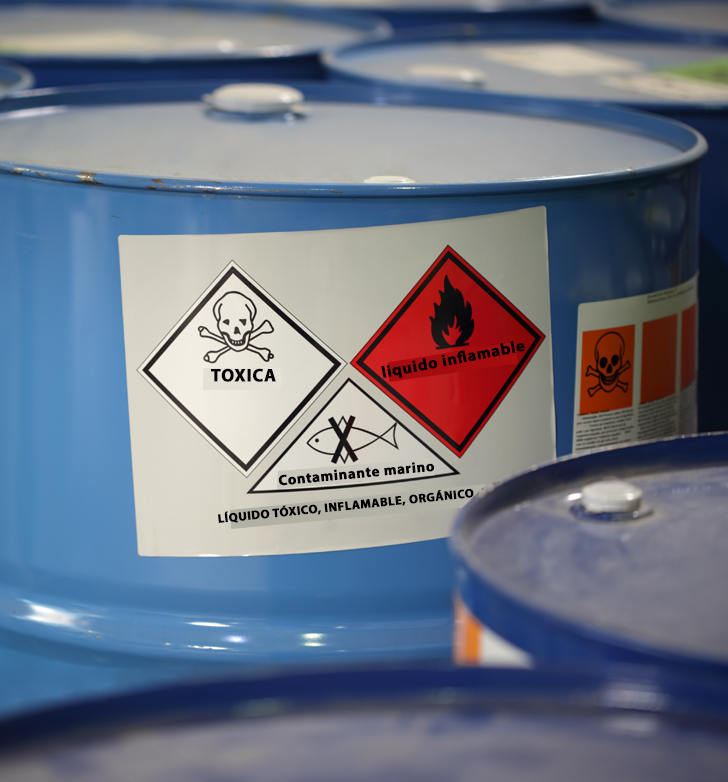 TOXICA
líquido inflamable
Contaminante marino
LÍQUIDO TÓXICO, INFLAMABLE, ORGÁNICO